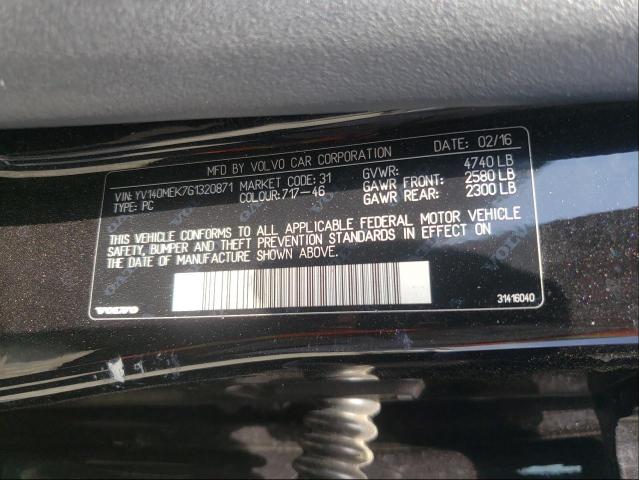 MFD BY VOLVO CAR CORPORATION DATE: 02/16
VIN: YV140MEK7G1320871 MARKET CODE: 31 GVWR: 4740 LB
TYPE: PC COLOUR: 717-46 GAWR FRONT: 2580 LB
GAWR REAR: 2300 LB
THIS VEHICLE CONFORMS TO ALL APPLICABLE FEDERAL MOTOR VEHICLE
SAFETY, BUMPER AND THEFT PREVENTION STANDARDS IN EFFECT ON
THE DATE OF MANUFACTURE SHOWN ABOVE.
VOLVO 31416040